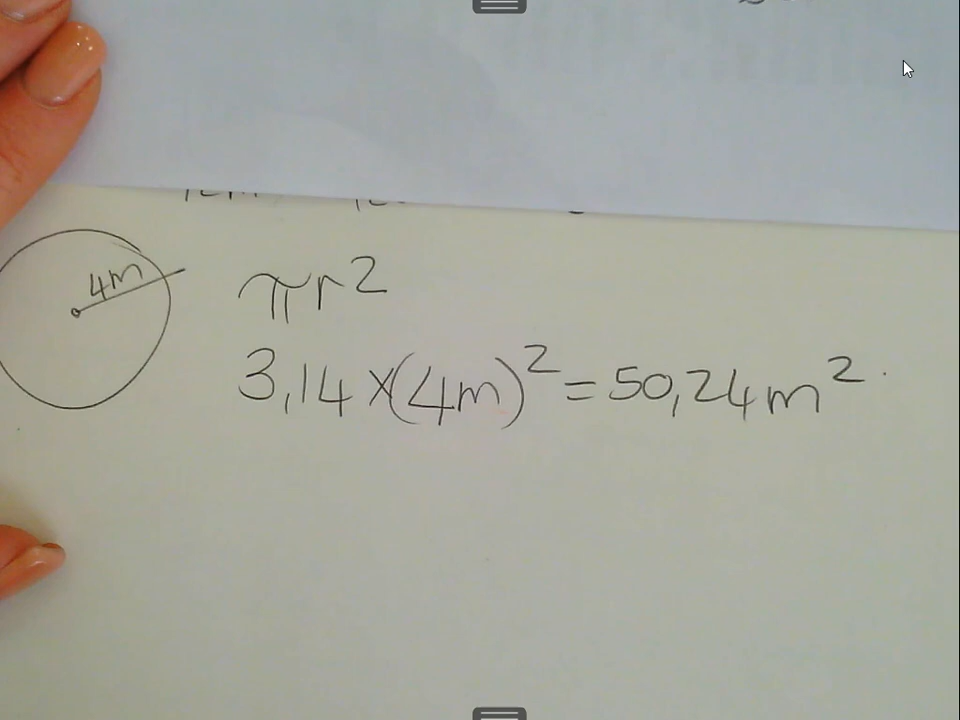 4m
πr²
3,14 x(4m)² = 50,24m²